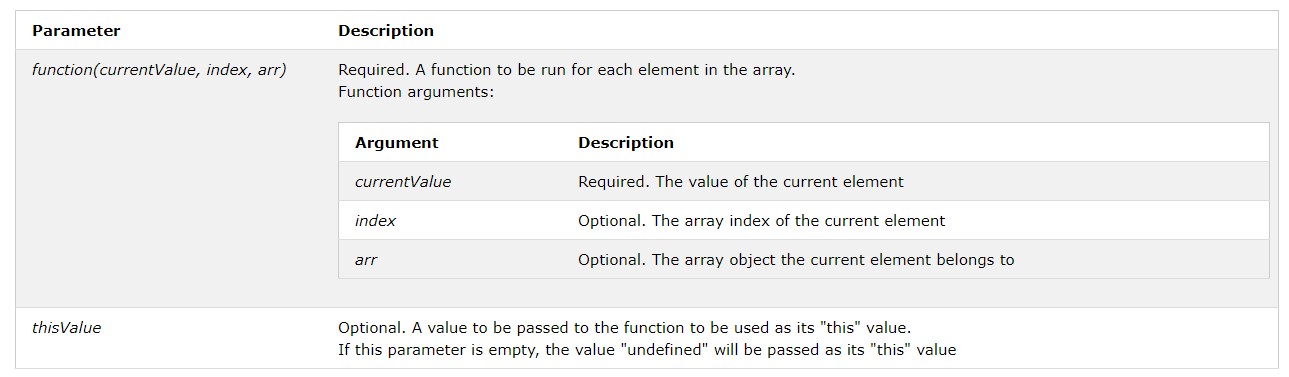 Parameter Description
function(currentValue, index, arr) Required. A function to be run for each element in the array.
Function arguments:
Argument Description
currentValue Required. The value of the current element
index Optional. The array index of the current element
arr Optional. The array object the current element belongs to
thisValue Optional. A value to be passed to the function to be used as its "this" value.
If this parameter is empty, the value "undefined" will be passed as its "this" value